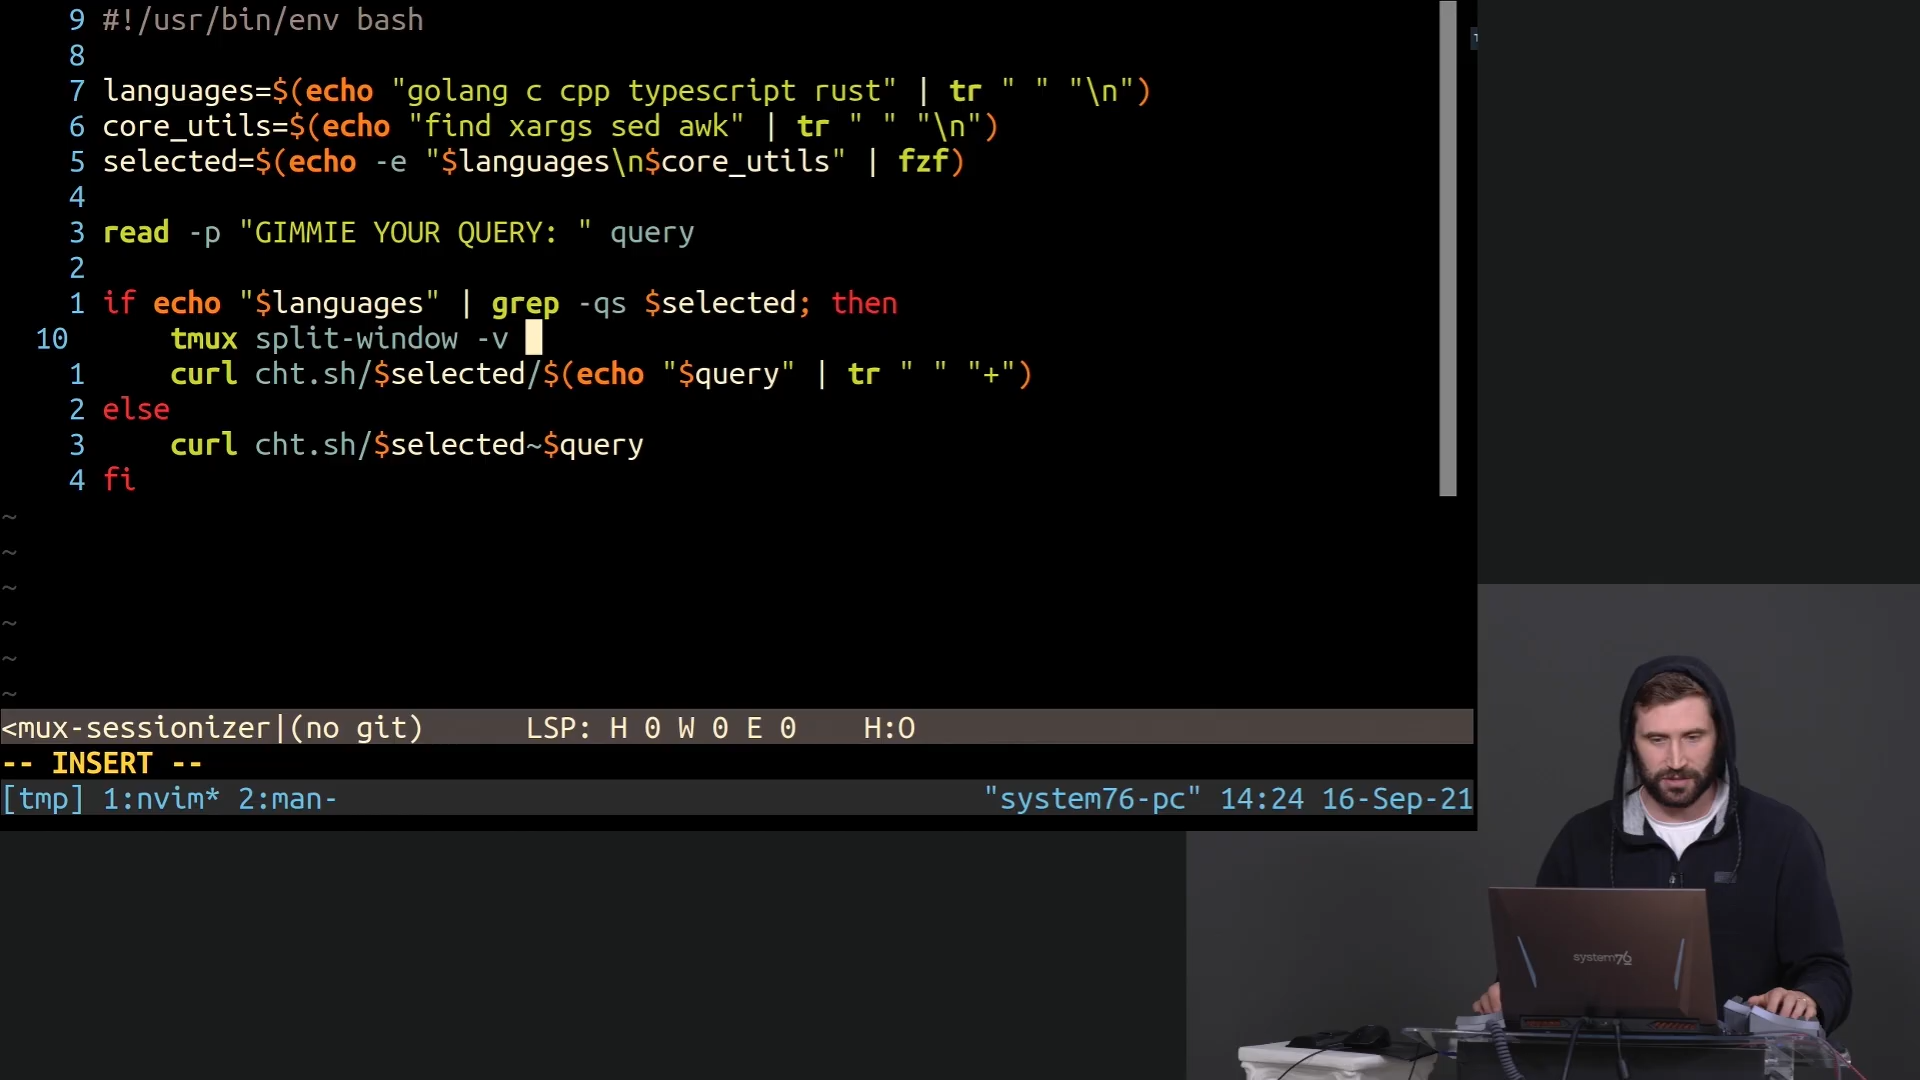 9 #!/usr/bin/env bash
8
7 languages=$(echo "golang c cpp typescript rust" | tr " " "\n")
6 core_utils=$(echo "find xargs sed awk" | tr " " "\n")
5 selected=$(echo -e "$languages\n$core_utils" | fzf)
4
3 read -p "GIMMIE YOUR QUERY: " query
2
1 if echo "$languages" | grep -qs $selected; then
10 tmux split-window -v
1 curl cht.sh/$selected/$(echo "$query" | tr " " "+")
2 else
3 curl cht.sh/$selected~$query
4 fi
~
~
~
~
~
~
<mux-sessionizer|(no git) LSP: H 0 W 0 E 0 H:O
-- INSERT --
[tmp] 1:nvim* 2:man- "system76-pc" 14:24 16-Sep-21
system76